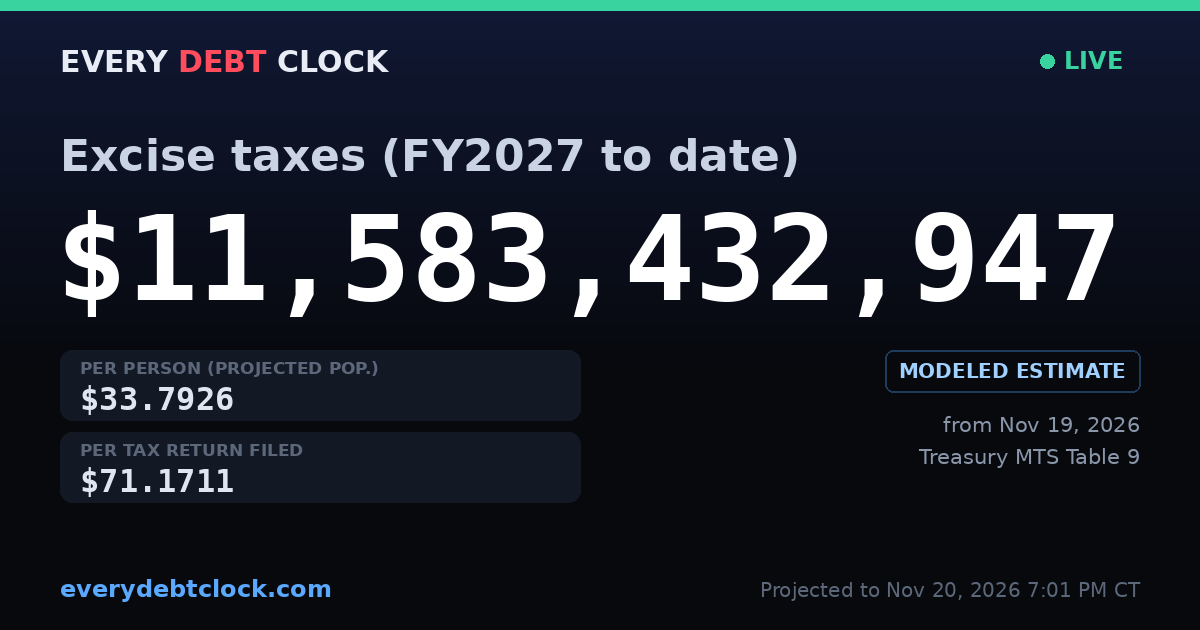 EVERY DEBT CLOCK
LIVE
Excise taxes (FY2027 to date)
$11,583,432,947
PER PERSON (PROJECTED POP.)
$33.7926
PER TAX RETURN FILED
$71.1711
MODELED ESTIMATE
from Nov 19, 2026
Treasury MTS Table 9
everydebtclock.com
Projected to Nov 20, 2026 7:01 PM CT